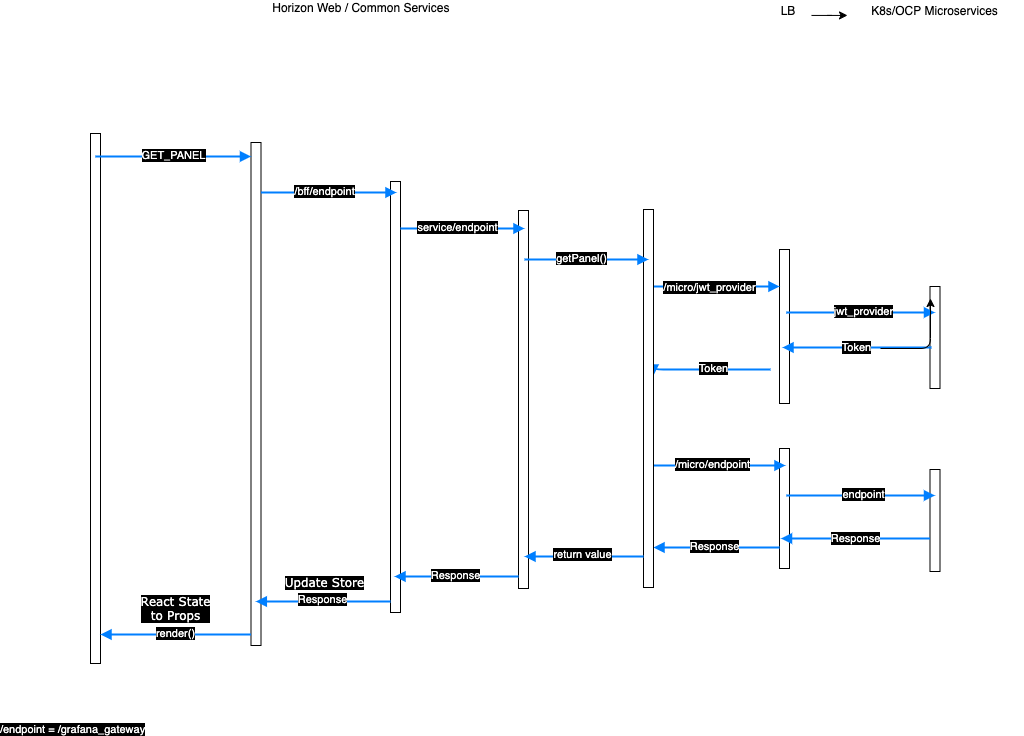 Horizon Web / Common Services
LB
K8s/OCP Microservices
GET_PANEL
/bff/endpoint
service/endpoint
getPanel()
/micro/jwt_provider
jwt_provider
Token
Token
/micro/endpoint
endpoint
Response
Response
return value
Response
Update Store
Response
React State
to Props
render()
/endpoint = /grafana_gateway